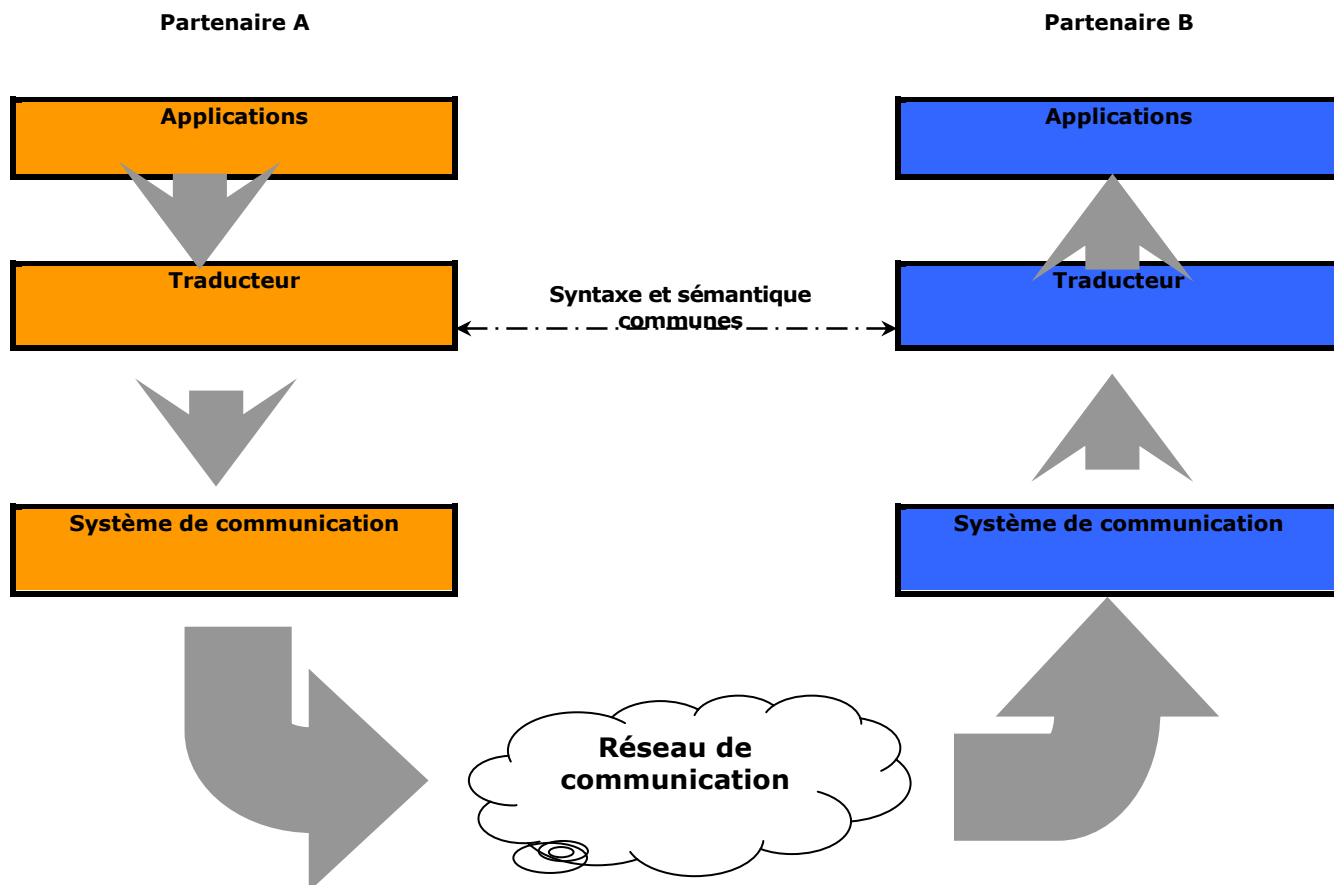 Partenaire A
Partenaire B
Applications
Applications
Traducteur
Traducteur
Syntaxe et sémantique
communes
Système de communication
Système de communication
Réseau de
communication